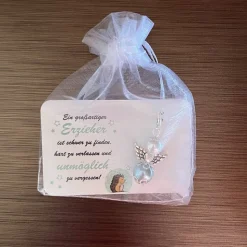 Ein großartiger
Erzieher
ist schwer zu finden,
hart zu verlassen und
unmöglich
zu vergessen!